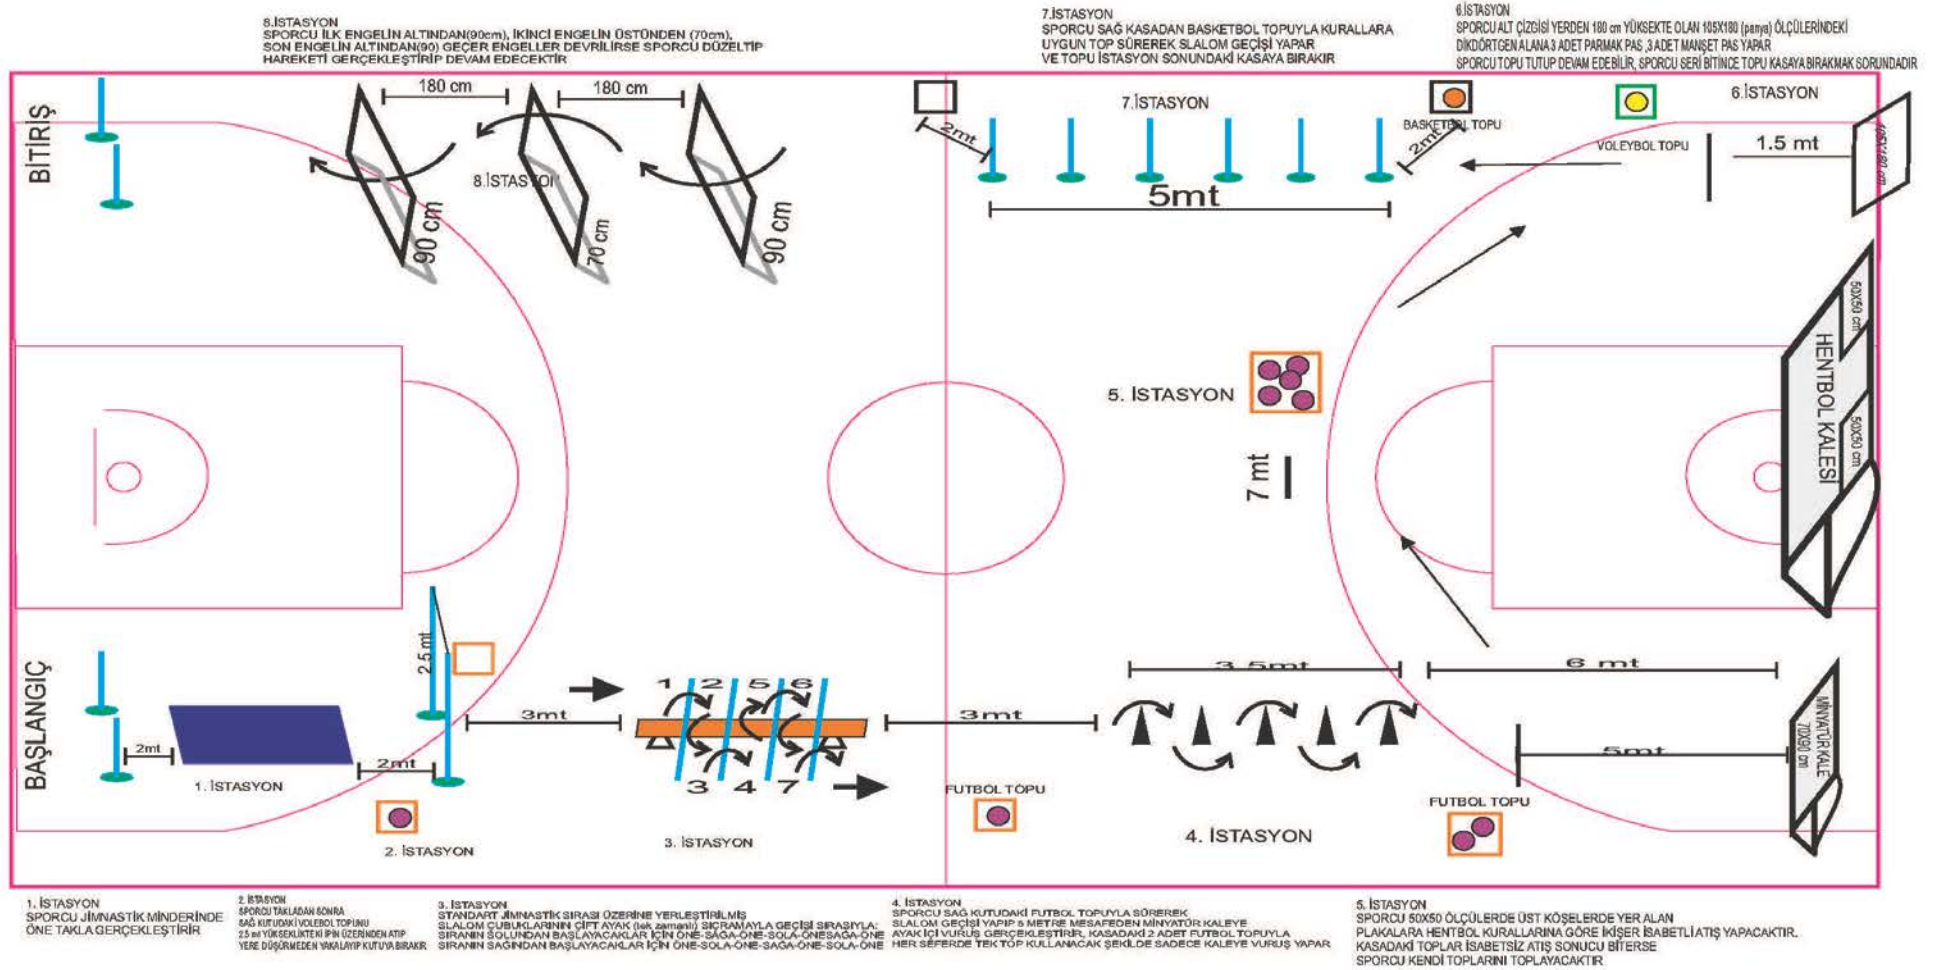 8.İSTASYON
SPORCU İLK ENGELİN ALTINDAN(90cm), İKİNCİ ENGELİN ÜSTÜNDEN (70cm),
SON ENGELİN ALTINDAN(90) GEÇER ENGELLER DEVRİLİRSE SPORCU DÜZELTİP
HAREKETİ GERÇEKLEŞTİRİP DEVAM EDECEKTİR
7.İSTASYON
SPORCU SAĞ KASADAN BASKETBOL TOPUYLA KURALLARA
UYGUN TOP SÜREREK SLALOM GEÇİŞİ YAPAR
VE TOPU İSTASYON SONUNDAKİ KASAYA BIRAKIR
6.İSTASYON
SPORCU ALT ÇİZGİSİ YERDEN 180 cm YÜKSEKTE OLAN 105X180 (panya) ÖLÇÜLERİNDEKİ
DİKDÖRTGEN ALANA 3 ADET PARMAK PAS ,3 ADET MANŞET PAS YAPAR
SPORCU TOPU TUTUP DEVAM EDEBİLİR, SPORCU SERİ BİTİNCE TOPU KASAYA BIRAKMAK SORUNDADIR
BİTİRİŞ
180 cm
180 cm
8.İSTASYON
90 cm
70 cm
90 cm
2mt
7.İSTASYON
5mt
BASKETBOL TOPU
2mt
6.İSTASYON
VOLEYBOL TOPU
1.5 mt
105X180 cm
50X50 cm
HENTBOL KALESİ
50X50 cm
5. İSTASYON
7 mt
BAŞLANGIÇ
2mt
1. İSTASYON
2mt
2.5 mt
2. İSTASYON
3mt
1 2 5 6
3 4 7
3. İSTASYON
3mt
FUTBOL TOPU
3,5mt
4. İSTASYON
6 mt
5mt
FUTBOL TOPU
MİNYATÜR KALE
70X90 cm
1. İSTASYON
SPORCU JİMNASTİK MİNDERİNDE
ÖNE TAKLA GERÇEKLEŞTİRİR
2. İSTASYON
SPORCU TAKLADAN SONRA
SAĞ KUTUDAKİ VOLEBOL TOPUNU
2.5 mt YÜKSEKLİKTEKİ İPİN ÜZERİNDEN ATIP
YERE DÜŞÜRMEDEN YAKALAYIP KUTUYA BIRAKIR
3. İSTASYON
STANDART JİMNASTİK SIRASI ÜZERİNE YERLEŞTİRİLMİŞ
SLALOM ÇUBUKLARININ ÇİFT AYAK (tek zamanlı) SIÇRAMAYLA GEÇİŞİ SIRASIYLA:
SIRANIN SOLUNDAN BAŞLAYACAKLAR İÇİN ÖNE-SAĞA-ÖNE-SOLA-ÖNESAĞA-ÖNE
SIRANIN SAĞINDAN BAŞLAYACAKLAR İÇİN ÖNE-SOLA-ÖNE-SAĞA-ÖNE-SOLA-ÖNE
4. İSTASYON
SPORCU SAĞ KUTUDAKİ FUTBOL TOPUYLA SÜREREK
SLALOM GEÇİŞİ YAPIP 5 METRE MESAFEDEN MİNYATÜR KALEYE
AYAK İÇİ VURUŞ GERÇEKLEŞTİRİR, KASADAKİ 2 ADET FUTBOL TOPUYLA
HER SEFERDE TEK TOP KULLANACAK ŞEKİLDE SADECE KALEYE VURUŞ YAPAR
5. İSTASYON
SPORCU 50X50 ÖLÇÜLERDE ÜST KÖŞELERDE YER ALAN
PLAKALARA HENTBOL KURALLARINA GÖRE İKİŞER İSABETLİ ATIŞ YAPACAKTIR.
KASADAKİ TOPLAR İSABETSİZ ATIŞ SONUCU BİTERSE
SPORCU KENDİ TOPLARINI TOPLAYACAKTIR